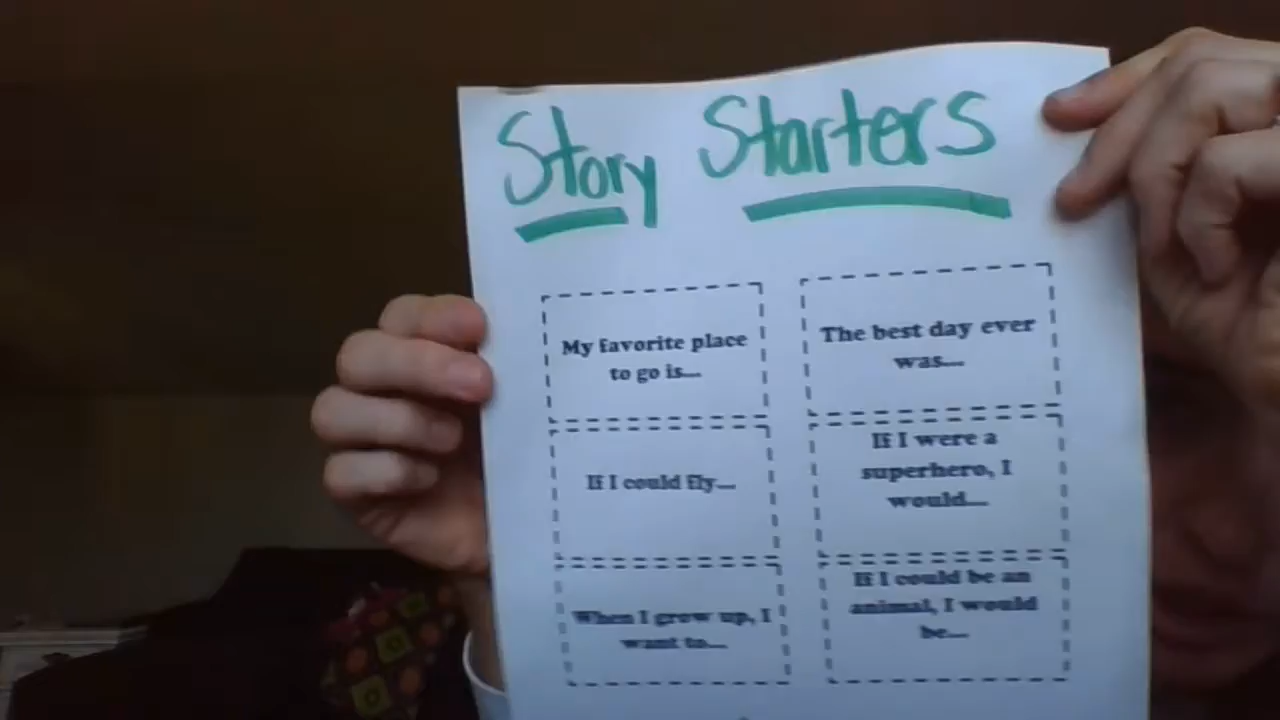 Story Starters
My favorite place
to go is...
The best day ever
was...
If I could fly...
If I were a
superhero, I
would...
When I grow up, I
want to...
If I could be an
animal, I would
be...